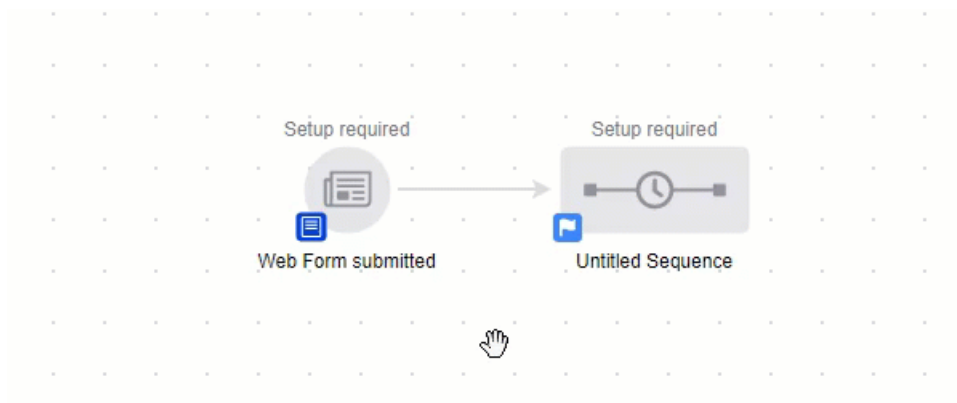 Setup required
Setup required
Web Form submitted
Untitled Sequence